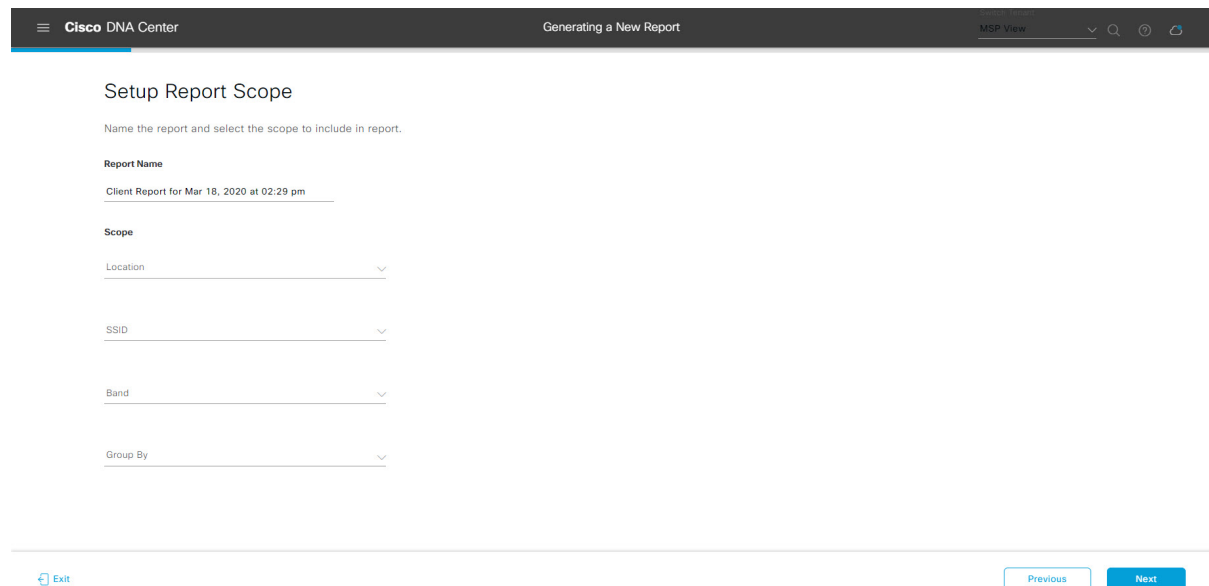 Cisco DNA Center
Generating a New Report
Switch Tenant
MSP View
Setup Report Scope
Name the report and select the scope to include in report.
Report Name
Client Report for Mar 18, 2020 at 02:29 pm
Scope
Location
SSID
Band
Group By
Exit
Previous
Next